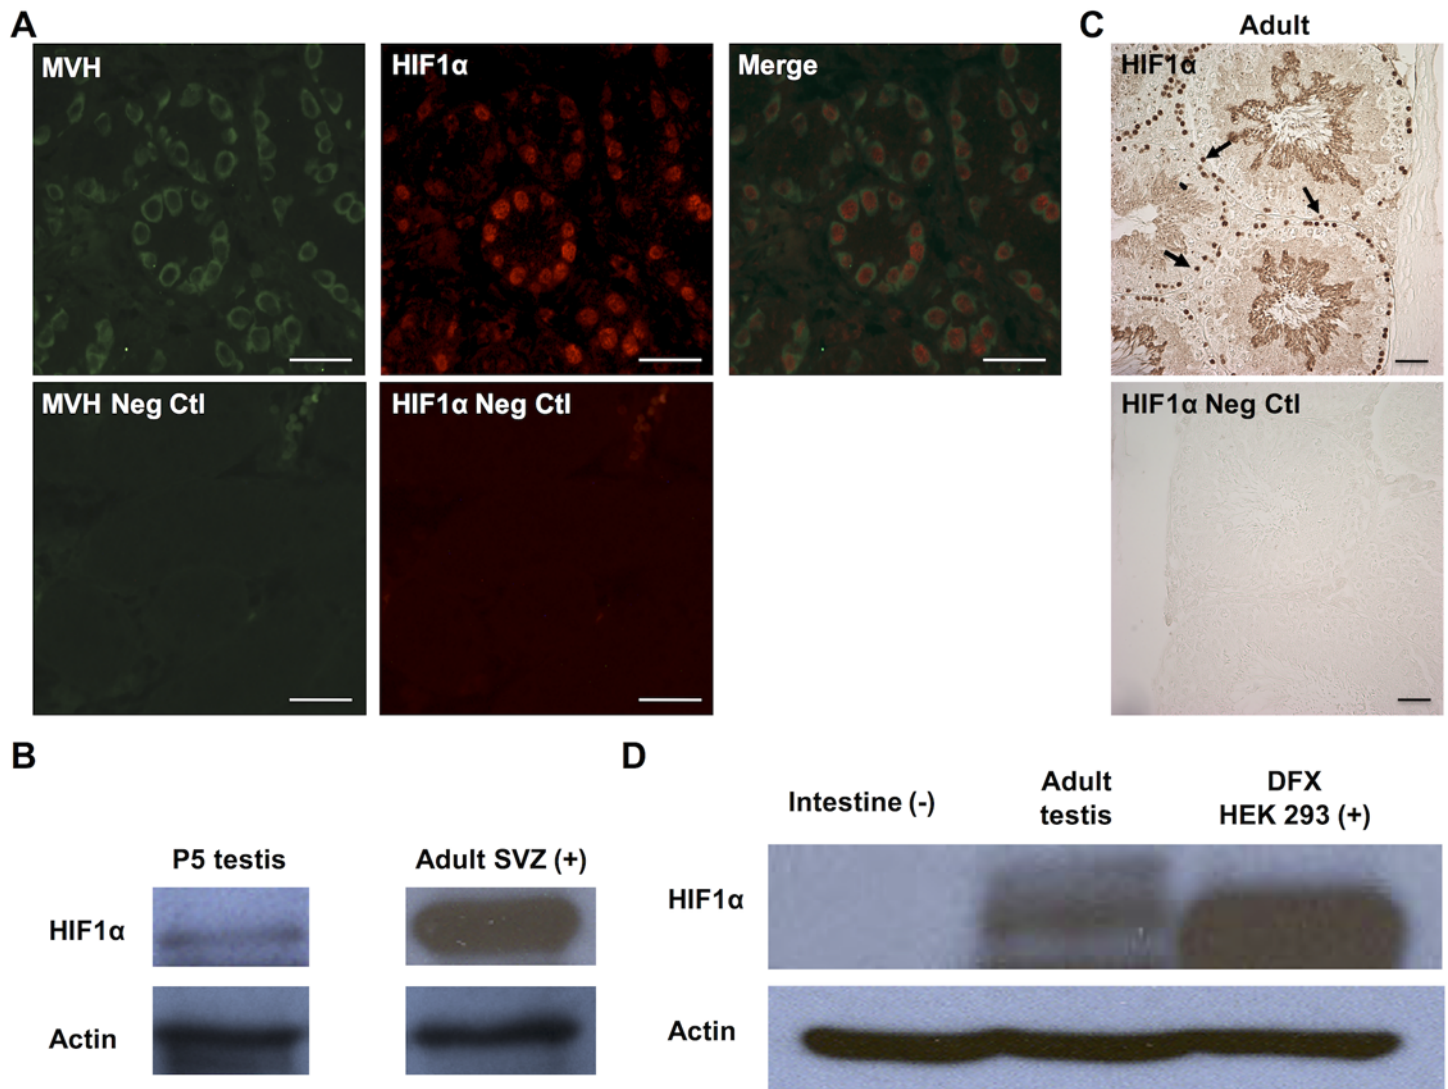 A
MVH
HIF1α
Merge
MVH Neg Ctl
HIF1α Neg Ctl
C
Adult
HIF1α
HIF1α Neg Ctl
B
P5 testis
Adult SVZ (+)
HIF1α
Actin
D
Intestine (-)
Adult
testis
DFX
HEK 293 (+)
HIF1α
Actin